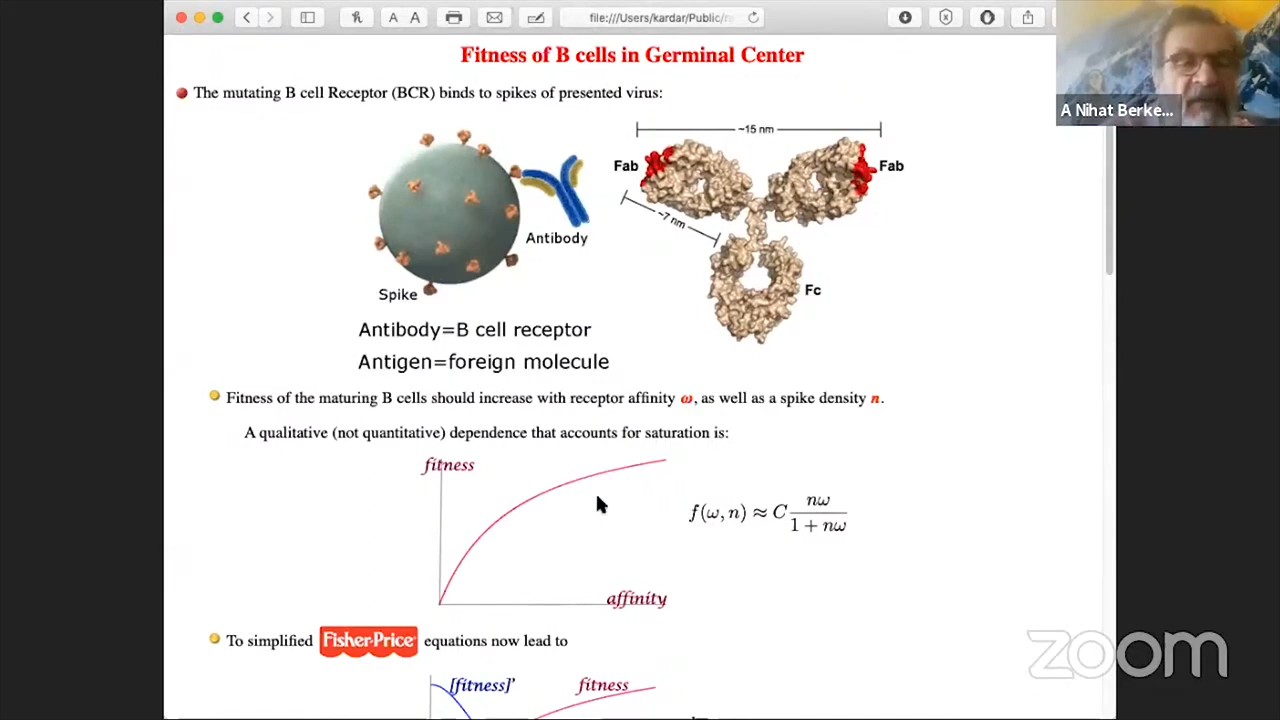 A A
file:///Users/kardar/Public/
A Nihat Berke...
Fitness of B cells in Germinal Center
The mutating B cell Receptor (BCR) binds to spikes of presented virus:
~15 nm
Fab
Fab
~7 nm
Antibody
Fc
Spike
Antibody=B cell receptor
Antigen=foreign molecule
Fitness of the maturing B cells should increase with receptor affinity ω, as well as a spike density n.
A qualitative (not quantitative) dependence that accounts for saturation is:
fitness
f(ω, n) ≈ C nω / 1 + nω
affinity
To simplified Fisher-Price equations now lead to
[fitness]'
fitness
zoom